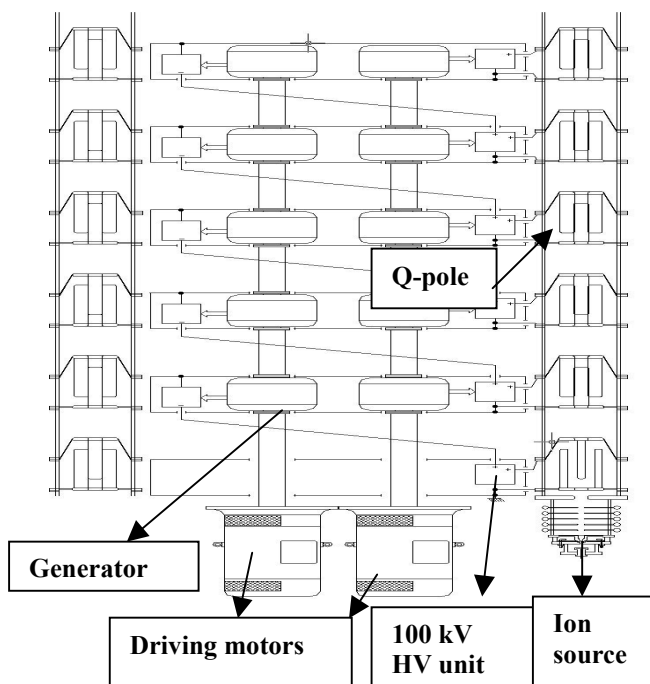 Q-pole
Generator
Driving motors
100 kV
HV unit
Ion
source